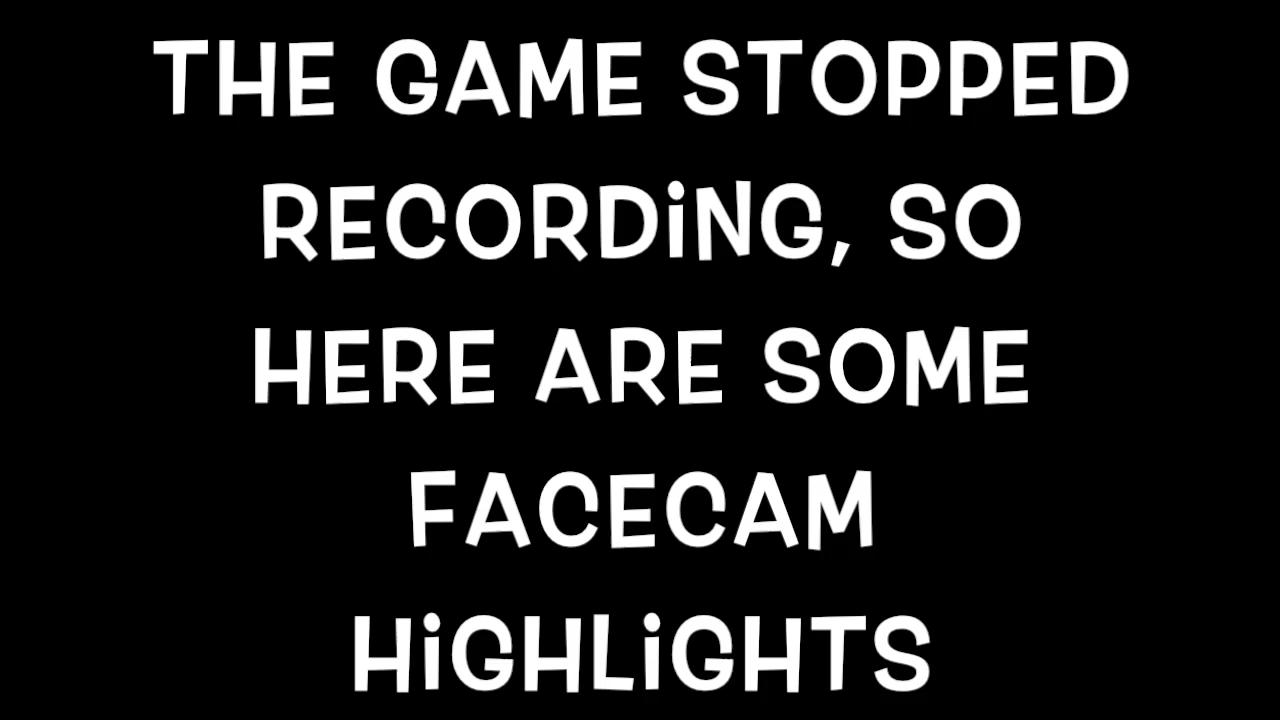 THE GAME STOPPED
RECORDiNG, SO
HERE ARE SOME
FACECAM
HiGHLiGHTS